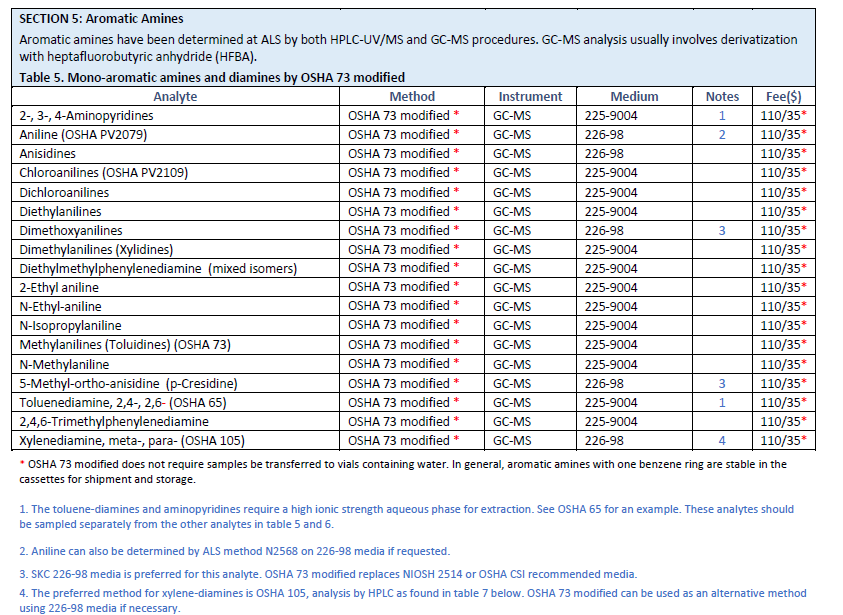 SECTION 5: Aromatic Amines
Aromatic amines have been determined at ALS by both HPLC-UV/MS and GC-MS procedures. GC-MS analysis usually involves derivatization
with heptafluorobutyric anhydride (HFBA).
Table 5. Mono-aromatic amines and diamines by OSHA 73 modified
Analyte Method Instrument Medium Notes Fee($)
2-, 3-, 4-Aminopyridines OSHA 73 modified * GC-MS 225-9004 1 110/35*
Aniline (OSHA PV2079) OSHA 73 modified * GC-MS 226-98 2 110/35*
Anisidines OSHA 73 modified * GC-MS 226-98 110/35*
Chloroanilines (OSHA PV2109) OSHA 73 modified * GC-MS 225-9004 110/35*
Dichloroanilines OSHA 73 modified * GC-MS 225-9004 110/35*
Diethylanilines OSHA 73 modified * GC-MS 225-9004 110/35*
Dimethoxyanilines OSHA 73 modified * GC-MS 226-98 3 110/35*
Dimethylanilines (Xylidines) OSHA 73 modified * GC-MS 225-9004 110/35*
Diethylmethylphenylenediamine (mixed isomers) OSHA 73 modified * GC-MS 225-9004 110/35*
2-Ethyl aniline OSHA 73 modified * GC-MS 225-9004 110/35*
N-Ethyl-aniline OSHA 73 modified * GC-MS 225-9004 110/35*
N-Isopropylaniline OSHA 73 modified * GC-MS 225-9004 110/35*
Methylanilines (Toluidines) (OSHA 73) OSHA 73 modified * GC-MS 225-9004 110/35*
N-Methylaniline OSHA 73 modified * GC-MS 225-9004 110/35*
5-Methyl-ortho-anisidine (p-Cresidine) OSHA 73 modified * GC-MS 226-98 3 110/35*
Toluenediamine, 2,4-, 2,6- (OSHA 65) OSHA 73 modified * GC-MS 225-9004 1 110/35*
2,4,6-Trimethylphenylenediamine OSHA 73 modified * GC-MS 225-9004 110/35*
Xylenediamine, meta-, para- (OSHA 105) OSHA 73 modified * GC-MS 226-98 4 110/35*
* OSHA 73 modified does not require samples be transferred to vials containing water. In general, aromatic amines with one benzene ring are stable in the
cassettes for shipment and storage.
1. The toluene-diamines and aminopyridines require a high ionic strength aqueous phase for extraction. See OSHA 65 for an example. These analytes should
be sampled separately from the other analytes in table 5 and 6.
2. Aniline can also be determined by ALS method N2568 on 226-98 media if requested.
3. SKC 226-98 media is preferred for this analyte. OSHA 73 modified replaces NIOSH 2514 or OSHA CSI recommended media.
4. The preferred method for xylene-diamines is OSHA 105, analysis by HPLC as found in table 7 below. OSHA 73 modified can be used as an alternative method
using 226-98 media if necessary.